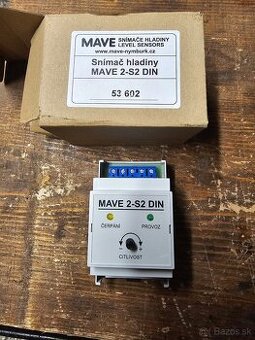 MAVE SNÍMAČE HLADINY
LEVEL SENSORS
www.mave-nymburk.cz
Snímač hladiny
MAVE 2-S2 DIN
53 602
MAVE 2-S2 DIN
ČERPÁNÍ PROVOZ
CITLIVOST
- +
bazos.sk